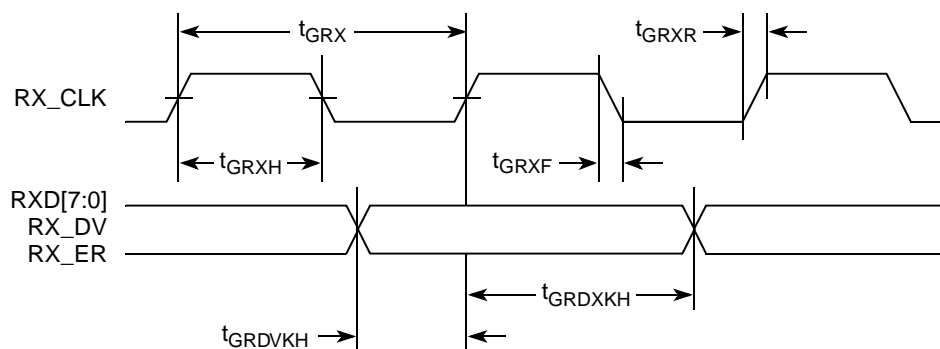 tGRX
tGRXR
RX_CLK
tGRXH
tGRXF
RXD[7:0]
RX_DV
RX_ER
tGRDXKH
tGRDVKH